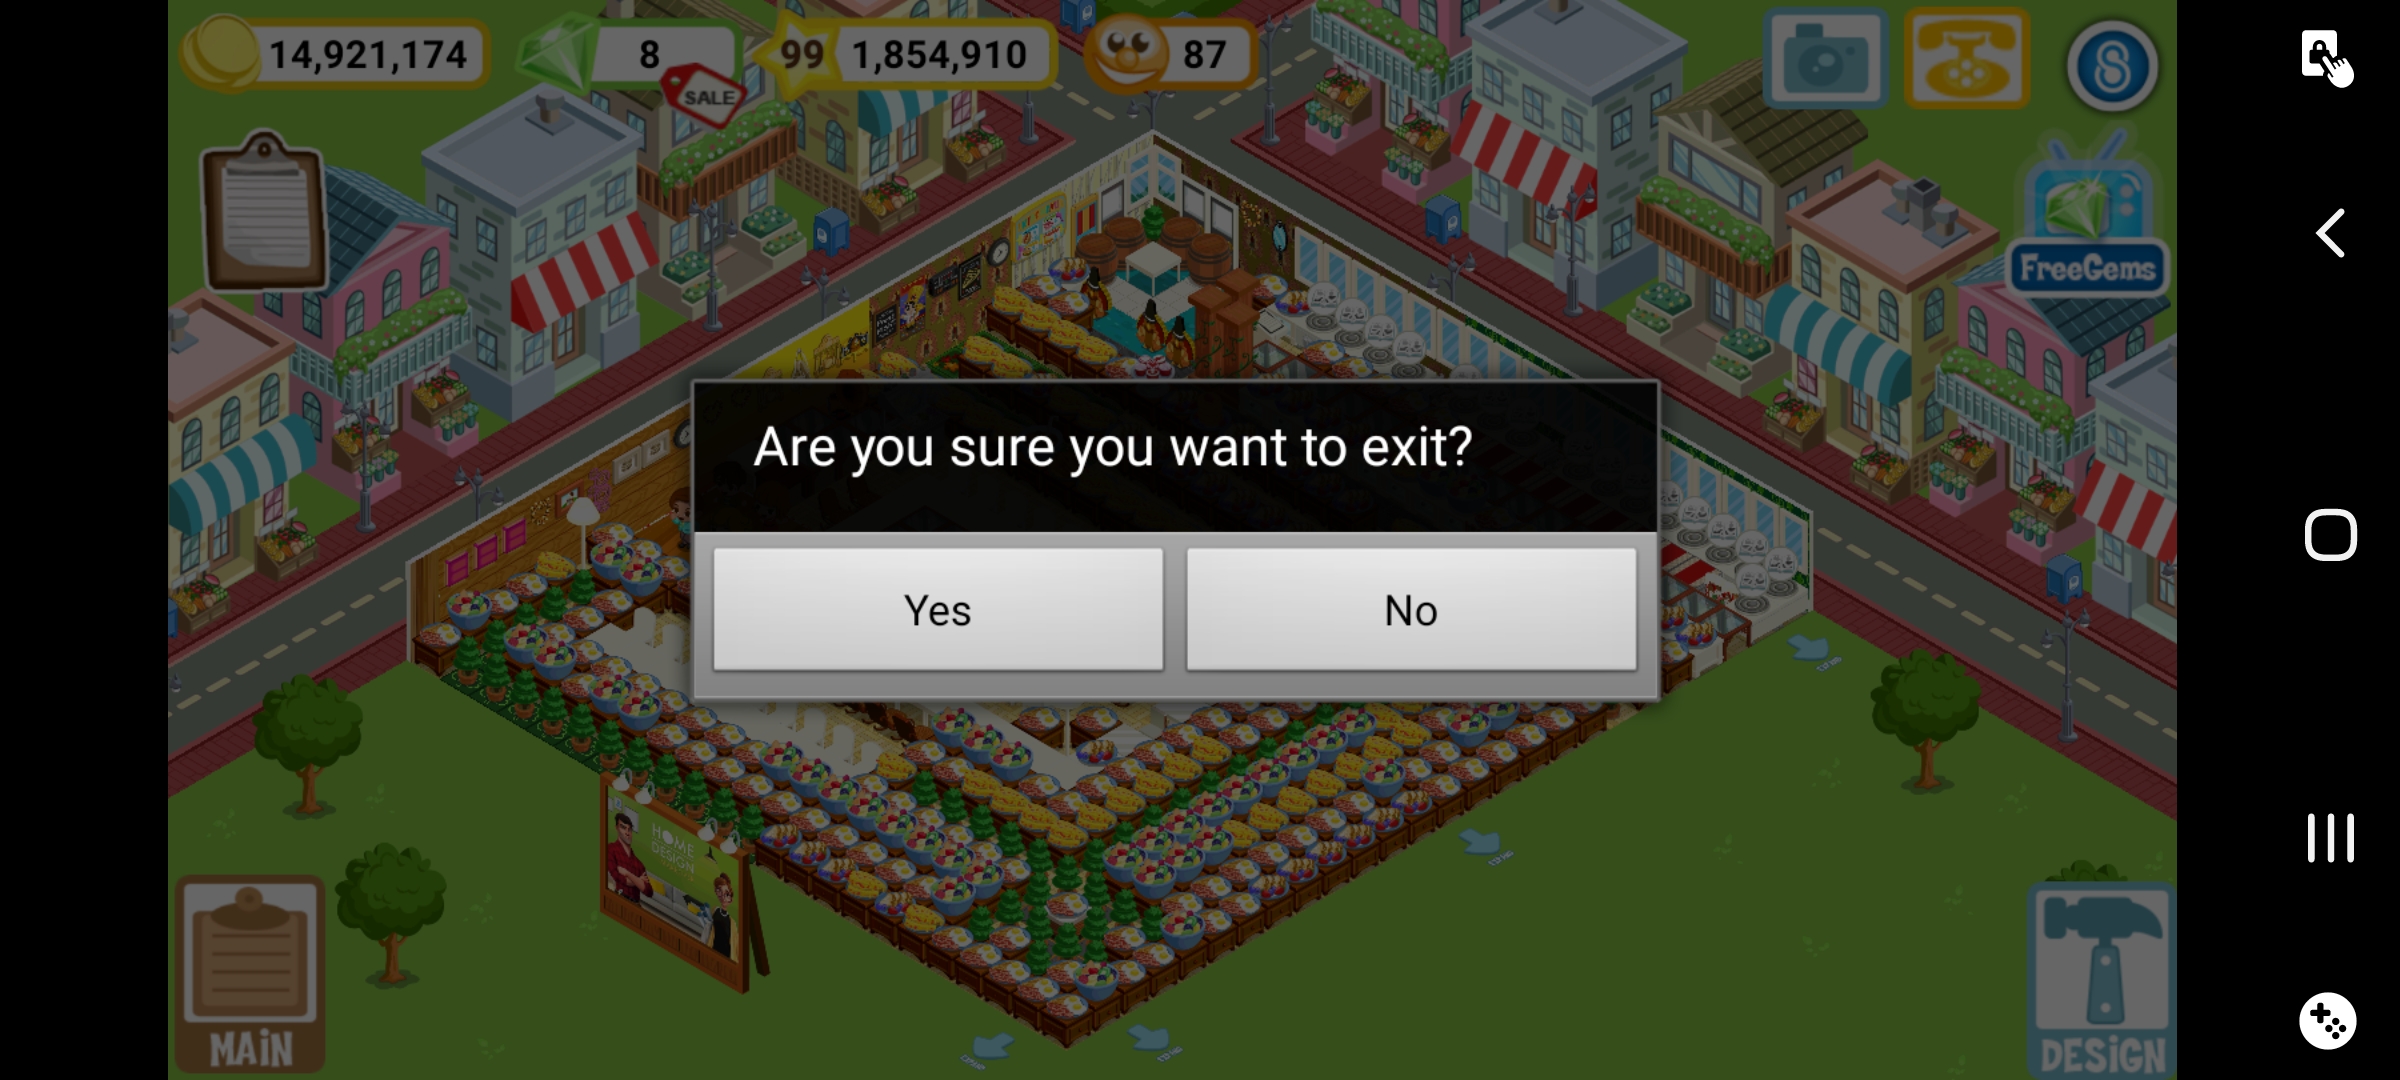 14,921,174
8
99
1,854,910
87
SALE
FreeGems
Are you sure you want to exit?
Yes
No
HOME
DESIGN
MAiN
DESiGN